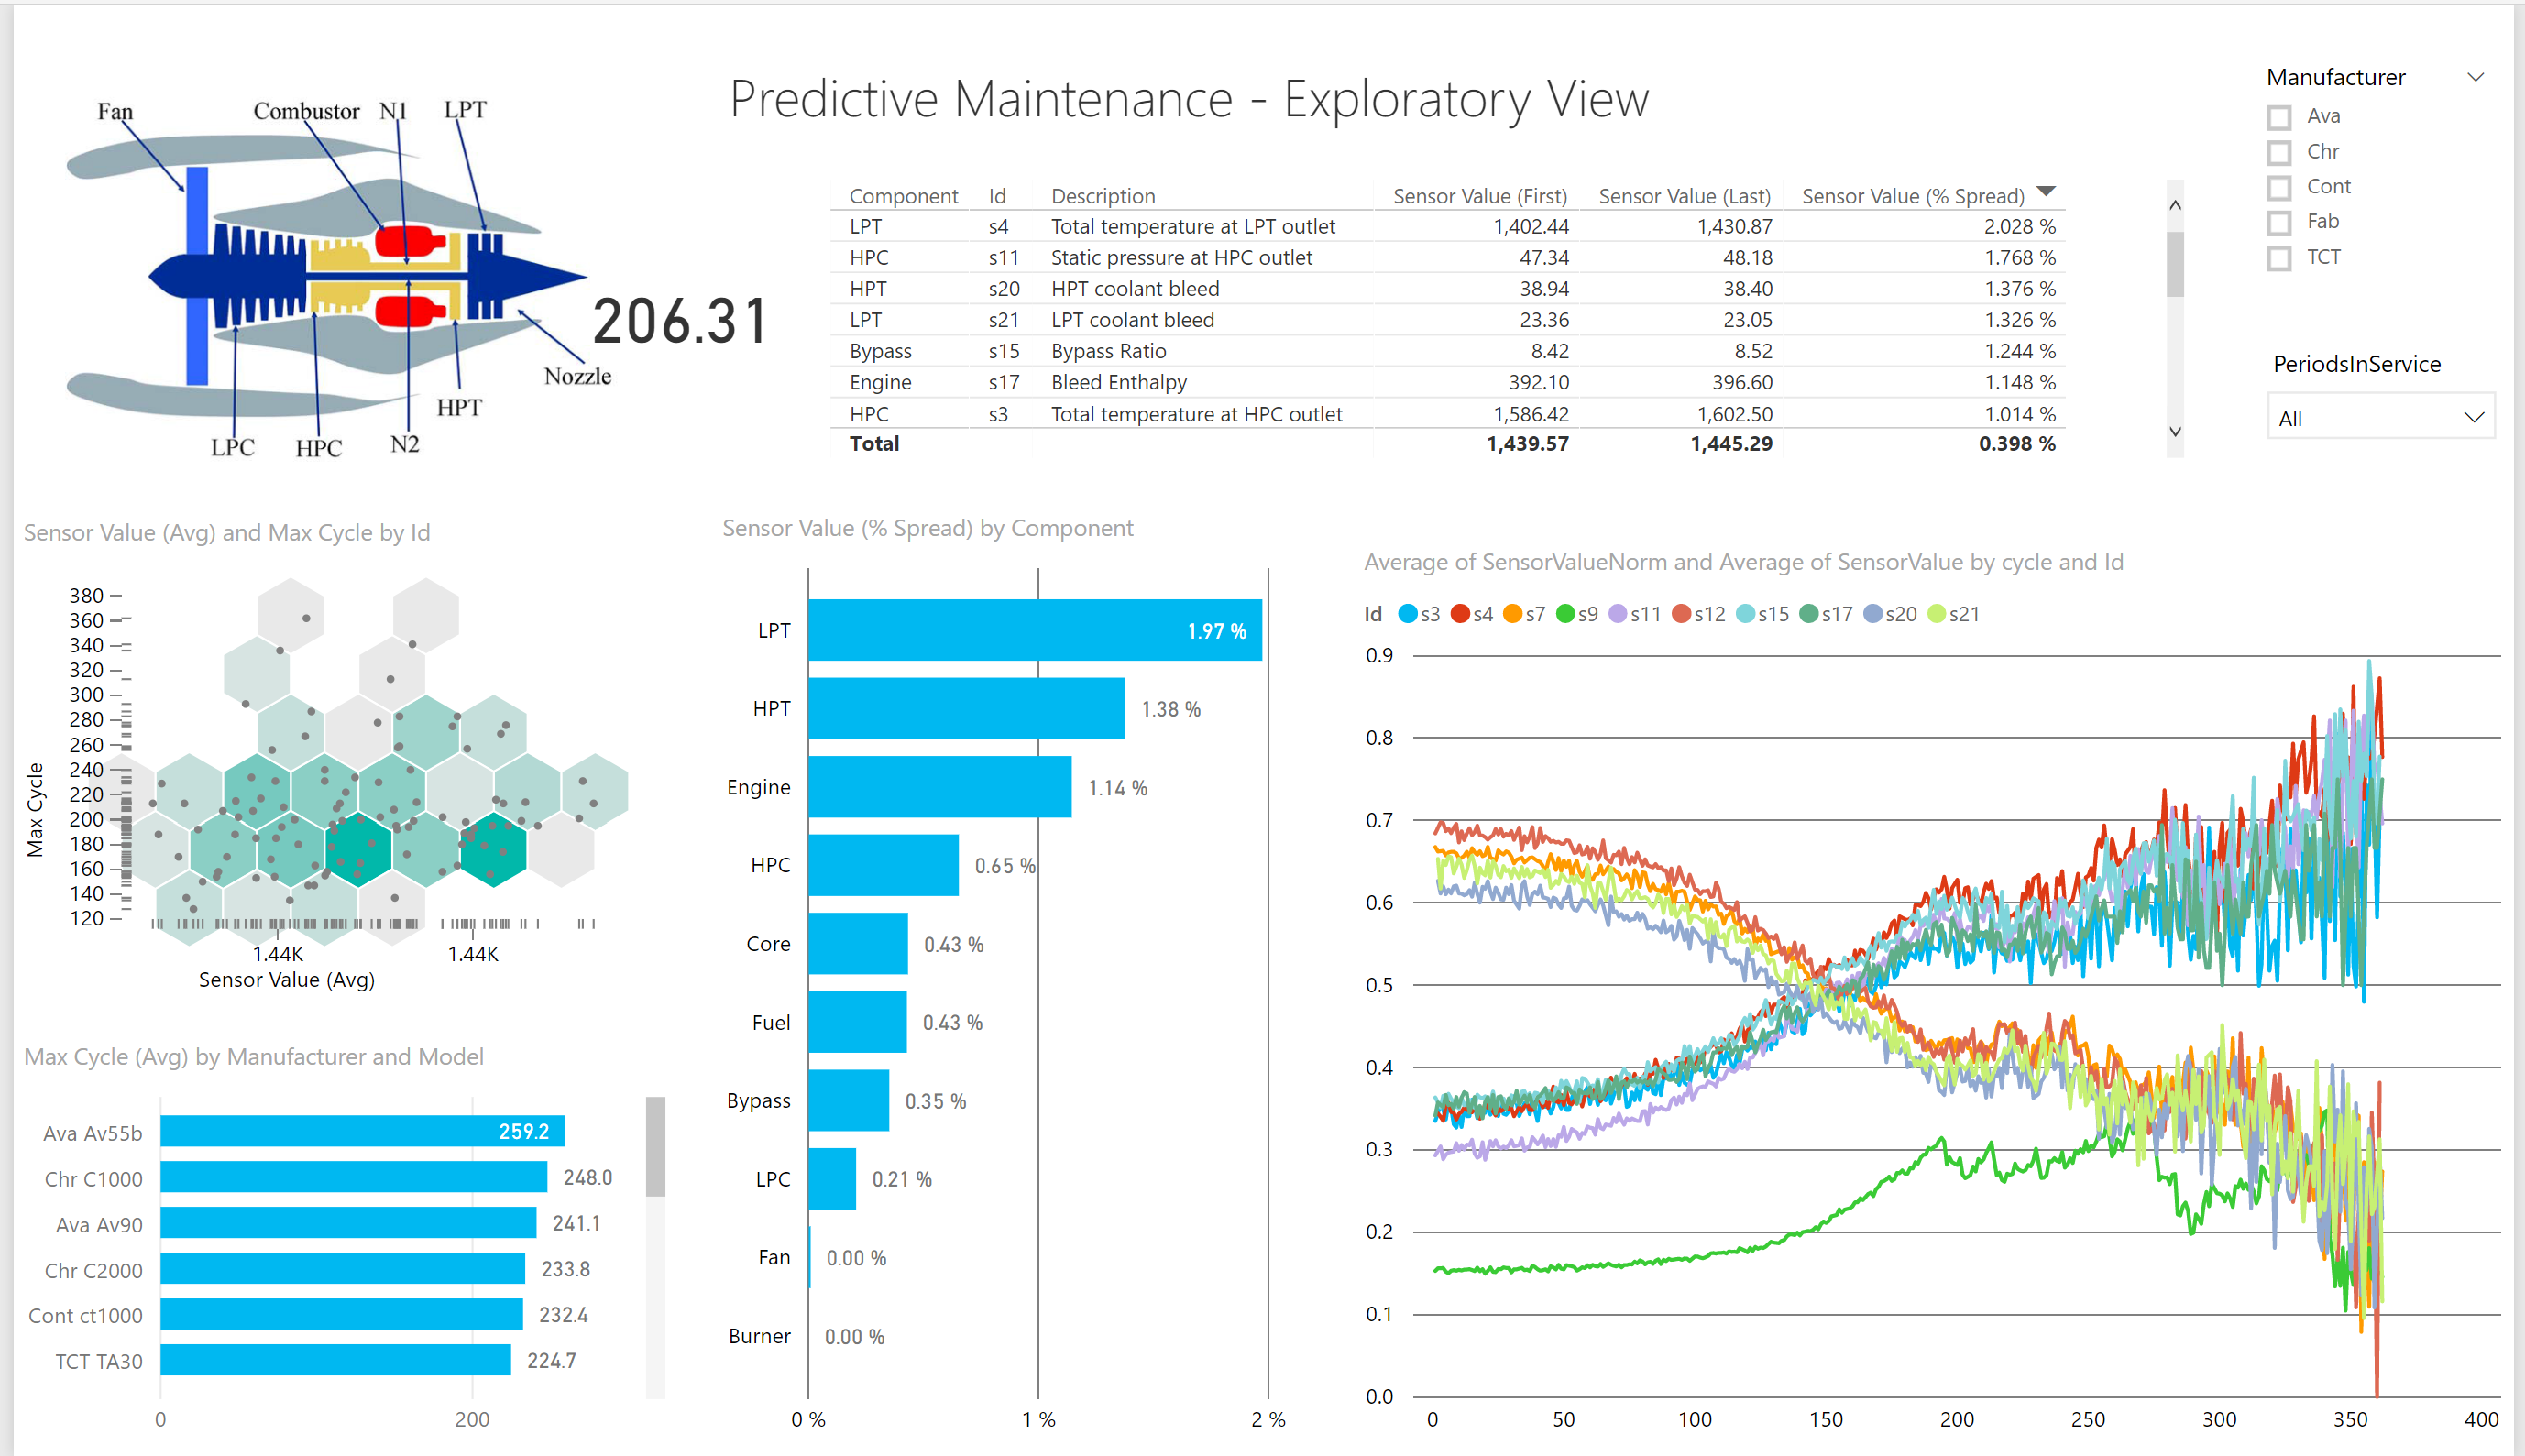 Predictive Maintenance - Exploratory View
Fan
Combustor N1 LPT
206.31
Nozzle
HPT
LPC HPC N2
Component Id Description Sensor Value (First) Sensor Value (Last) Sensor Value (% Spread)
LPT s4 Total temperature at LPT outlet 1,402.44 1,430.87 2.028 %
HPC s11 Static pressure at HPC outlet 47.34 48.18 1.768 %
HPT s20 HPT coolant bleed 38.94 38.40 1.376 %
LPT s21 LPT coolant bleed 23.36 23.05 1.326 %
Bypass s15 Bypass Ratio 8.42 8.52 1.244 %
Engine s17 Bleed Enthalpy 392.10 396.60 1.148 %
HPC s3 Total temperature at HPC outlet 1,586.42 1,602.50 1.014 %
Total 1,439.57 1,445.29 0.398 %
Manufacturer
Ava
Chr
Cont
Fab
TCT
PeriodsInService
All
Sensor Value (Avg) and Max Cycle by Id
Max Cycle
380
360
340
320
300
280
260
240
220
200
180
160
140
120
1.44K 1.44K
Sensor Value (Avg)
Max Cycle (Avg) by Manufacturer and Model
Ava Av55b 259.2
Chr C1000 248.0
Ava Av90 241.1
Chr C2000 233.8
Cont ct1000 232.4
TCT TA30 224.7
0 200
Sensor Value (% Spread) by Component
LPT 1.97 %
HPT 1.38 %
Engine 1.14 %
HPC 0.65 %
Core 0.43 %
Fuel 0.43 %
Bypass 0.35 %
LPC 0.21 %
Fan 0.00 %
Burner 0.00 %
0 % 1 % 2 %
Average of SensorValueNorm and Average of SensorValue by cycle and Id
Id s3 s4 s7 s9 s11 s12 s15 s17 s20 s21
0.9
0.8
0.7
0.6
0.5
0.4
0.3
0.2
0.1
0.0
0 50 100 150 200 250 300 350 400